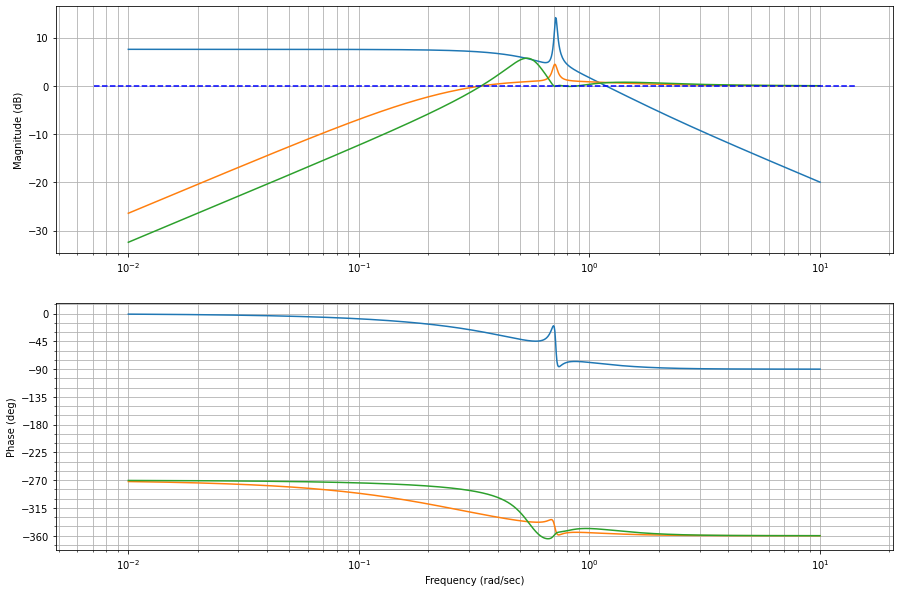 10
0
−10
−20
−30
Magnitude (dB)
10⁻² 10⁻¹ 10⁰ 10¹
0
−45
−90
−135
−180
−225
−270
−315
−360
Phase (deg)
10⁻² 10⁻¹ 10⁰ 10¹
Frequency (rad/sec)